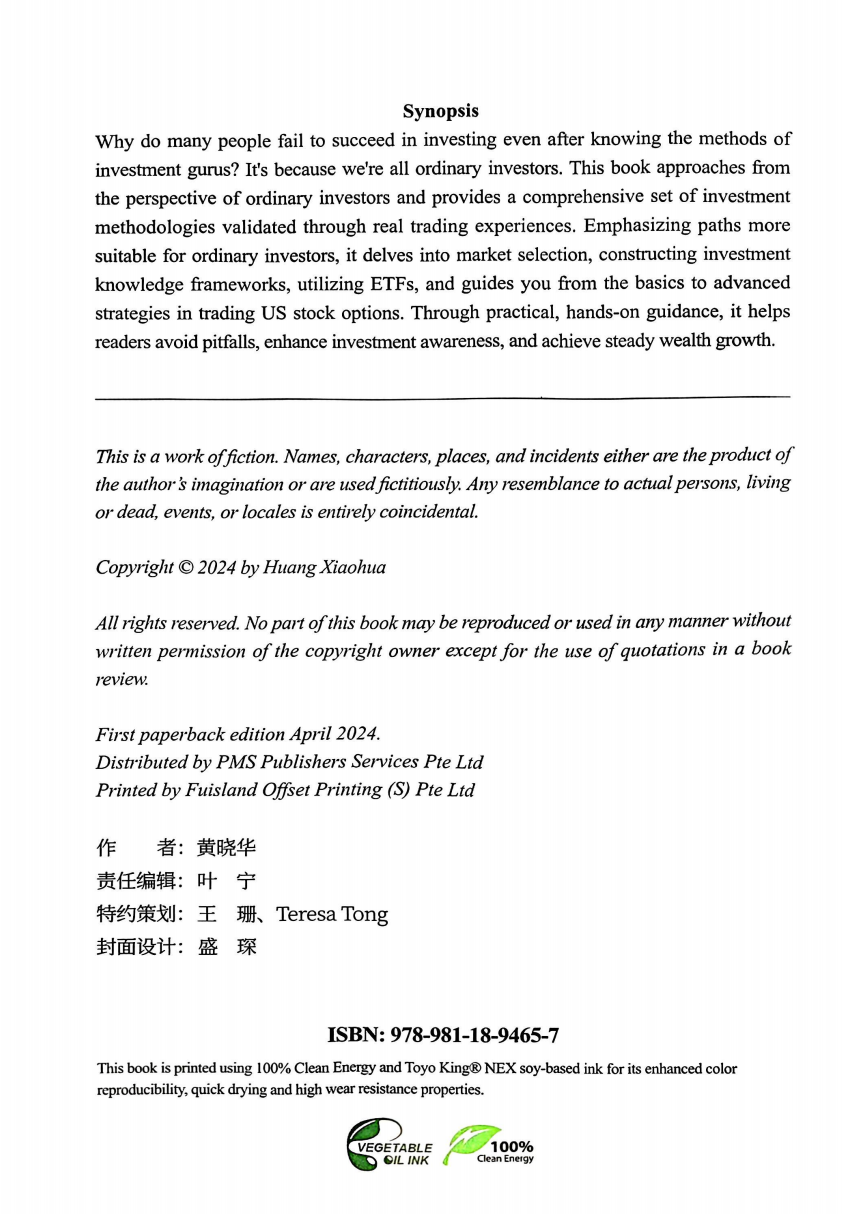 Synopsis
Why do many people fail to succeed in investing even after knowing the methods of
investment gurus? It's because we're all ordinary investors. This book approaches from
the perspective of ordinary investors and provides a comprehensive set of investment
methodologies validated through real trading experiences. Emphasizing paths more
suitable for ordinary investors, it delves into market selection, constructing investment
knowledge frameworks, utilizing ETFs, and guides you from the basics to advanced
strategies in trading US stock options. Through practical, hands-on guidance, it helps
readers avoid pitfalls, enhance investment awareness, and achieve steady wealth growth.
This is a work of fiction. Names, characters, places, and incidents either are the product of
the author's imagination or are used fictitiously. Any resemblance to actual persons, living
or dead, events, or locales is entirely coincidental.
Copyright © 2024 by Huang Xiaohua
All rights reserved. No part of this book may be reproduced or used in any manner without
written permission of the copyright owner except for the use of quotations in a book
review.
First paperback edition April 2024.
Distributed by PMS Publishers Services Pte Ltd
Printed by Fuisland Offset Printing (S) Pte Ltd
作　　者：黄晓华
责任编辑：叶　宁
特约策划：王　珊、Teresa Tong
封面设计：盛　琛
ISBN: 978-981-18-9465-7
This book is printed using 100% Clean Energy and Toyo King® NEX soy-based ink for its enhanced color
reproducibility, quick drying and high wear resistance properties.
VEGETABLE
OIL INK
100%
Clean Energy